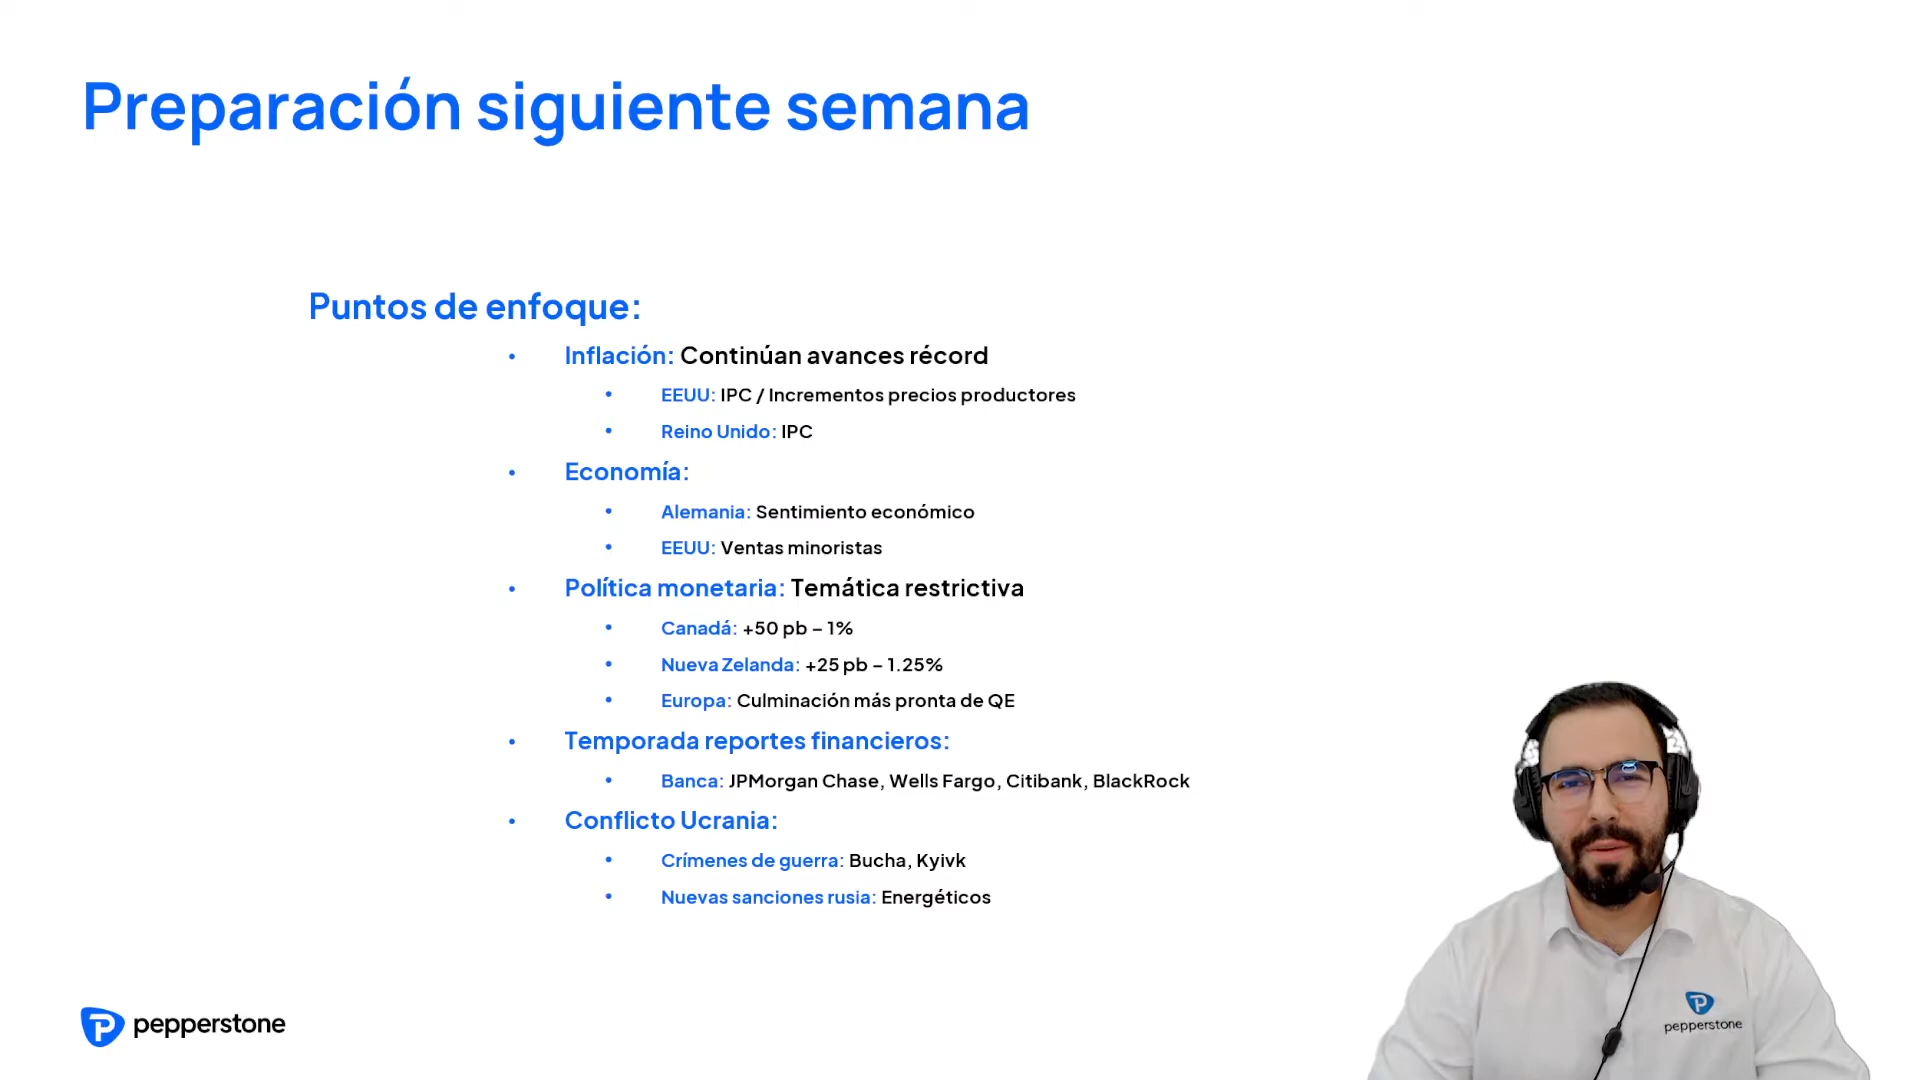 Preparación siguiente semana
Puntos de enfoque:
• Inflación: Continúan avances récord
• EEUU: IPC / Incrementos precios productores
• Reino Unido: IPC
• Economía:
• Alemania: Sentimiento económico
• EEUU: Ventas minoristas
• Política monetaria: Temática restrictiva
• Canadá: +50 pb – 1%
• Nueva Zelanda: +25 pb – 1.25%
• Europa: Culminación más pronta de QE
• Temporada reportes financieros:
• Banca: JPMorgan Chase, Wells Fargo, Citibank, BlackRock
• Conflicto Ucrania:
• Crímenes de guerra: Bucha, Kyivk
• Nuevas sanciones rusia: Energéticos
pepperstone
pepperstone